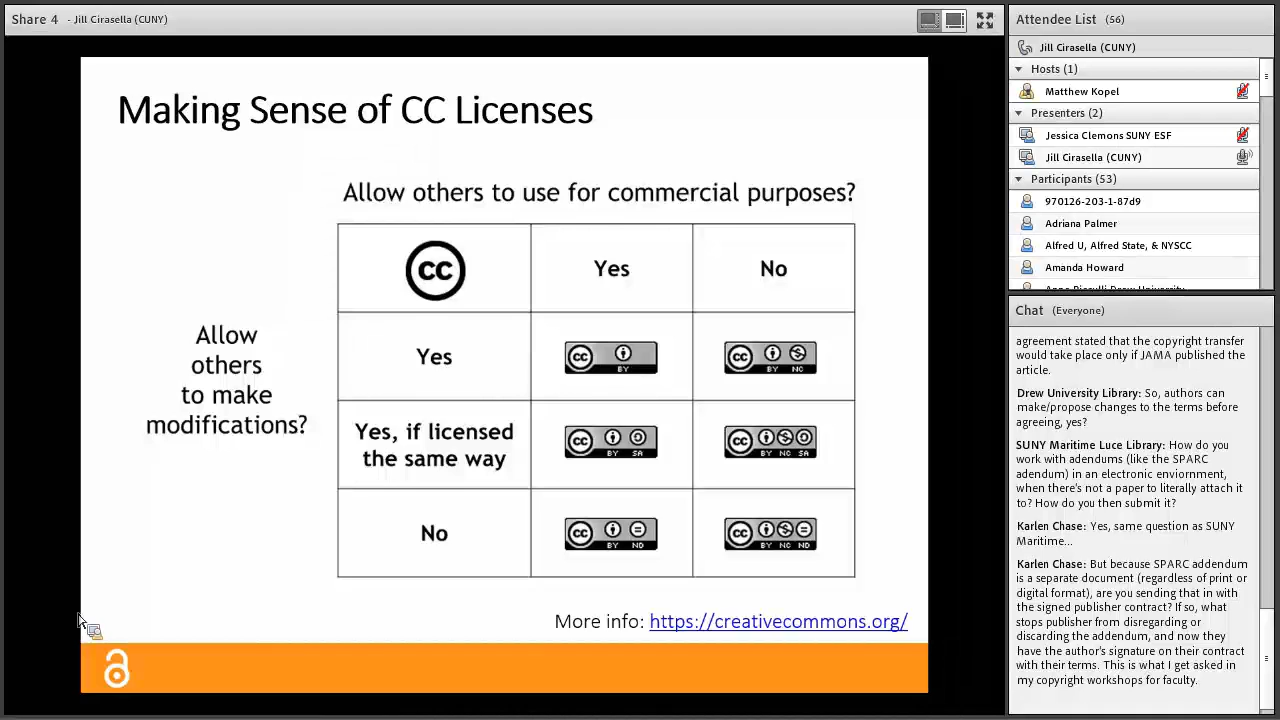 Share 4 - Jill Cirasella (CUNY)
Making Sense of CC Licenses
Allow others to use for commercial purposes?
cc
Yes
No
Allow
others
to make
modifications?
Yes
cc BY
cc BY NC
Yes, if licensed
the same way
cc BY SA
cc BY NC SA
No
cc BY ND
cc BY NC ND
More info: https://creativecommons.org/
Attendee List (56)
Jill Cirasella (CUNY)
Hosts (1)
Matthew Kopel
Presenters (2)
Jessica Clemons SUNY ESF
Jill Cirasella (CUNY)
Participants (53)
970126-203-1-87d9
Adriana Palmer
Alfred U, Alfred State, & NYSCC
Amanda Howard
Chat (Everyone)
agreement stated that the copyright transfer
would take place only if JAMA published the
article.
Drew University Library: So, authors can
make/propose changes to the terms before
agreeing, yes?
SUNY Maritime Luce Library: How do you
work with adendums (like the SPARC
adendum) in an electronic enviornment,
when there's not a paper to literally attach it
to? How do you then submit it?
Karlen Chase: Yes, same question as SUNY
Maritime...
Karlen Chase: But because SPARC addendum
is a separate document (regardless of print or
digital format), are you sending that in with
the signed publisher contract? If so, what
stops publisher from disregarding or
discarding the addendum, and now they
have the author's signature on their contract
with their terms. This is what I get asked in
my copyright workshops for faculty.